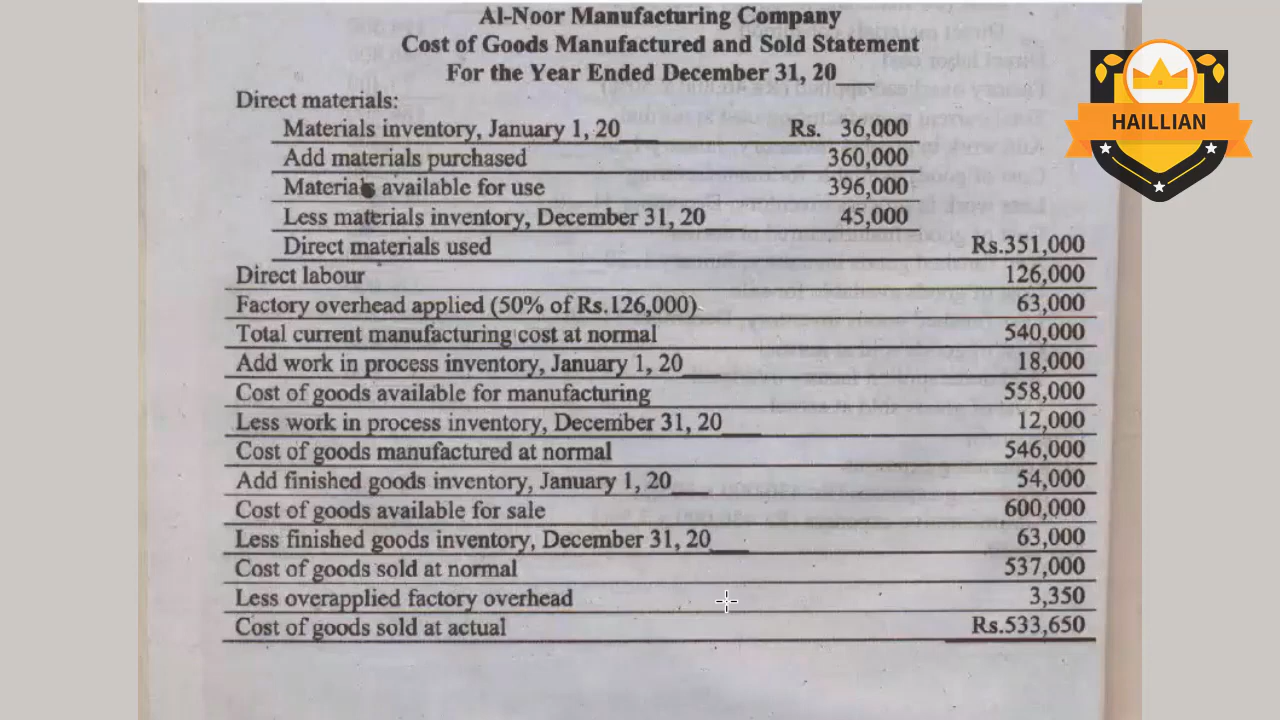 Al-Noor Manufacturing Company
Cost of Goods Manufactured and Sold Statement
For the Year Ended December 31, 20
Direct materials:
Materials inventory, January 1, 20__ Rs. 36,000
Add materials purchased 360,000
Materials available for use 396,000
Less materials inventory, December 31, 20 45,000
Direct materials used Rs.351,000
Direct labour 126,000
Factory overhead applied (50% of Rs.126,000) 63,000
Total current manufacturing cost at normal 540,000
Add work in process inventory, January 1, 20___ 18,000
Cost of goods available for manufacturing 558,000
Less work in process inventory, December 31, 20___ 12,000
Cost of goods manufactured at normal 546,000
Add finished goods inventory, January 1, 20___ 54,000
Cost of goods available for sale 600,000
Less finished goods inventory, December 31, 20___ 63,000
Cost of goods sold at normal 537,000
Less overapplied factory overhead 3,350
Cost of goods sold at actual Rs.533,650
HAILLIAN